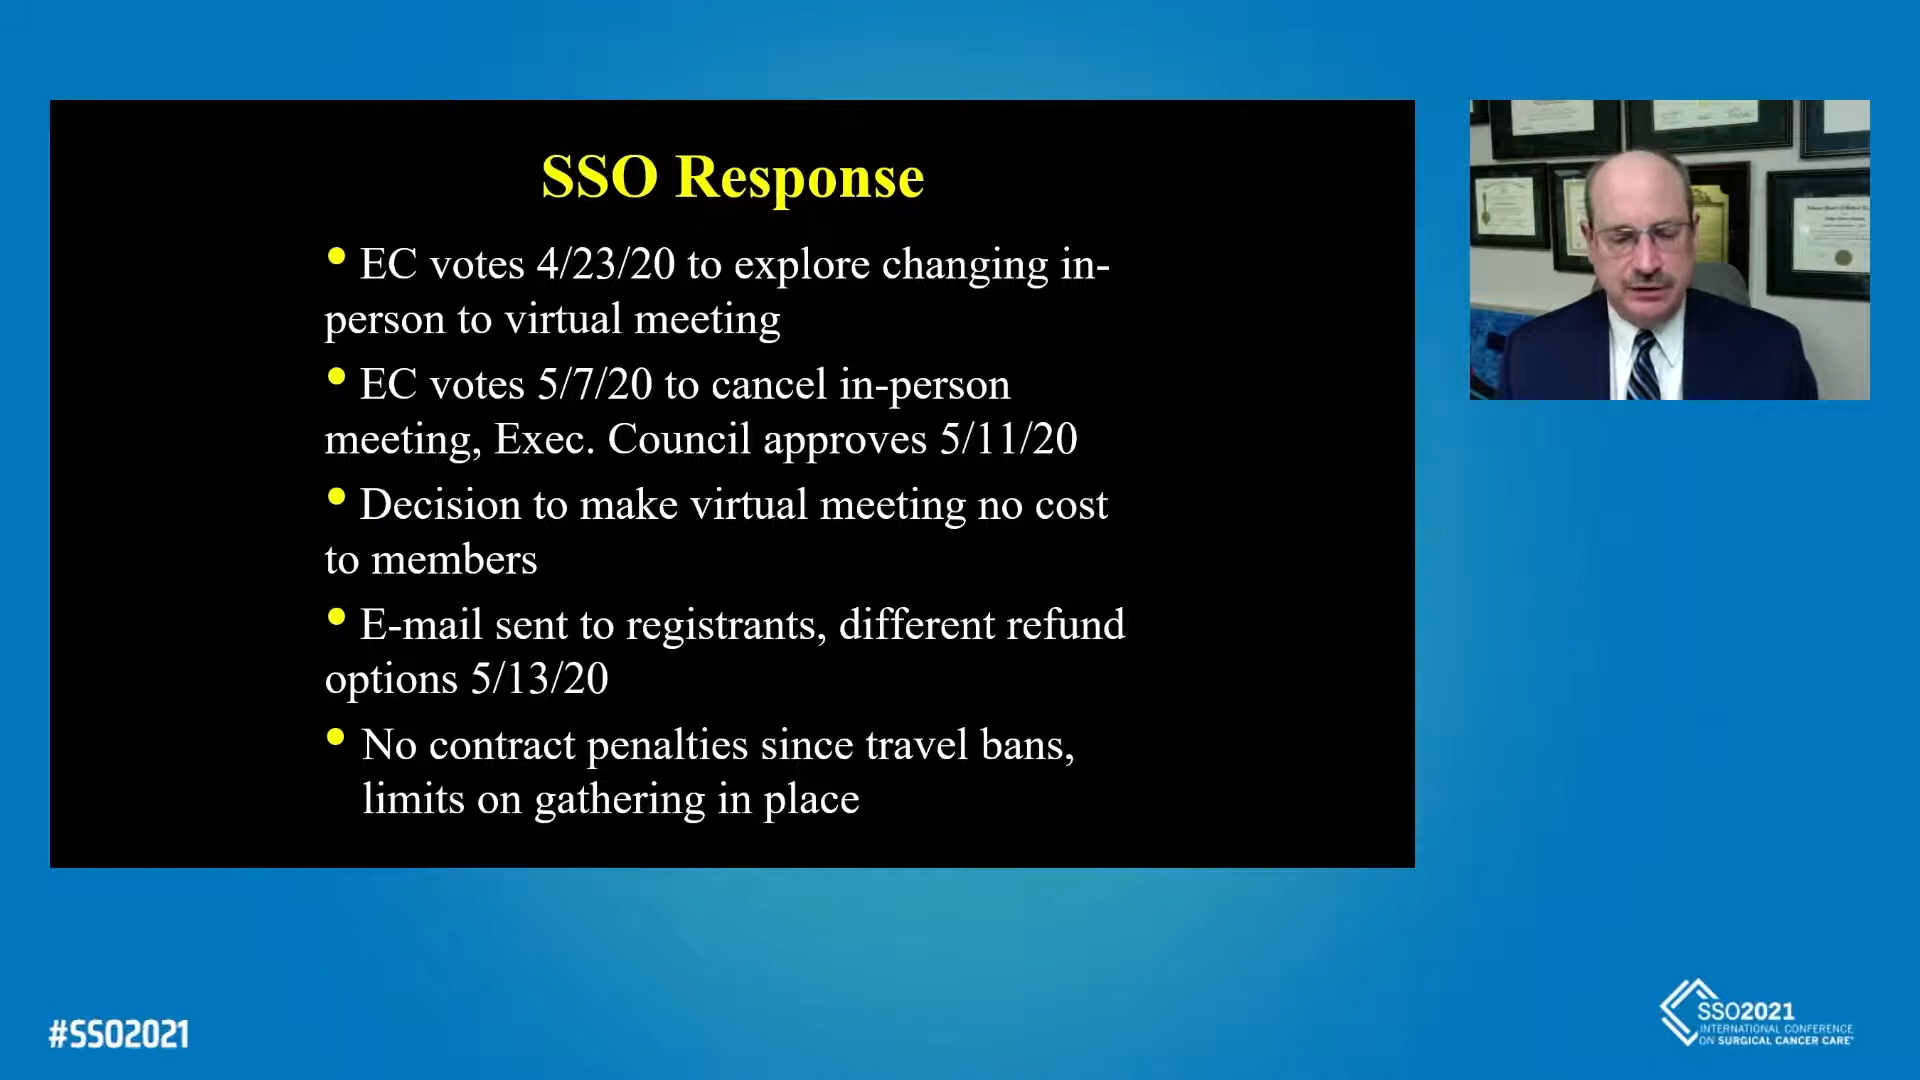 SSO Response
• EC votes 4/23/20 to explore changing in-
person to virtual meeting
• EC votes 5/7/20 to cancel in-person
meeting, Exec. Council approves 5/11/20
• Decision to make virtual meeting no cost
to members
• E-mail sent to registrants, different refund
options 5/13/20
• No contract penalties since travel bans,
limits on gathering in place
#SSO2021
SSO2021
INTERNATIONAL CONFERENCE
ON SURGICAL CANCER CARE